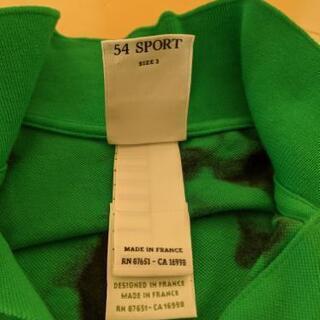 54 SPORT
SIZE 3
MADE IN FRANCE
RN 87651 - CA 16998
DESIGNED IN FRANCE
MADE IN FRANCE
RN 87651 - CA 16998